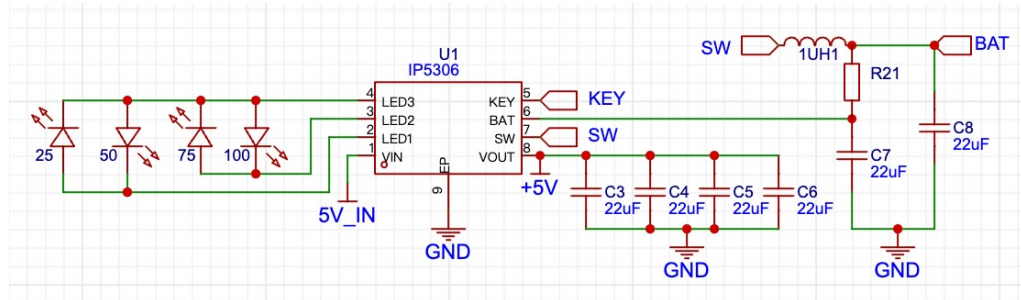 U1
IP5306
4 LED3
3 LED2
2 LED1
1 VIN
KEY 5
BAT 6
SW 7
VOUT 8
EP
9
KEY
SW
25
50
75
100
5V_IN
GND
+5V
C3
22uF
C4
22uF
C5
22uF
C6
22uF
GND
SW
1UH1
BAT
R21
C7
22uF
C8
22uF
GND